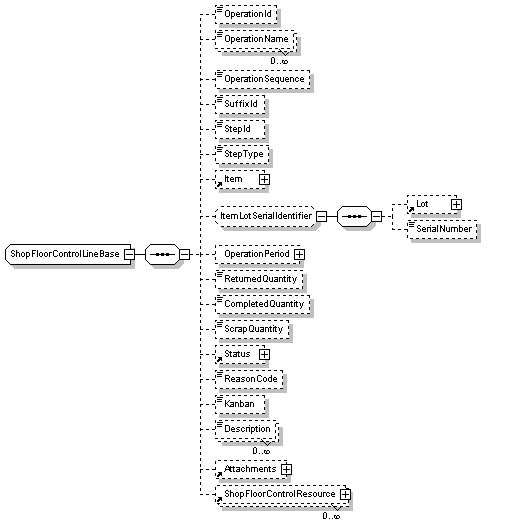 OperationId
OperationName
0..∞
OperationSequence
SuffixId
StepId
StepType
Item
ItemLotSerialIdentifier
Lot
SerialNumber
ShopFloorControlLineBase
OperationPeriod
ReturnedQuantity
CompletedQuantity
ScrapQuantity
Status
ReasonCode
Kanban
Description
0..∞
Attachments
ShopFloorControlResource
0..∞